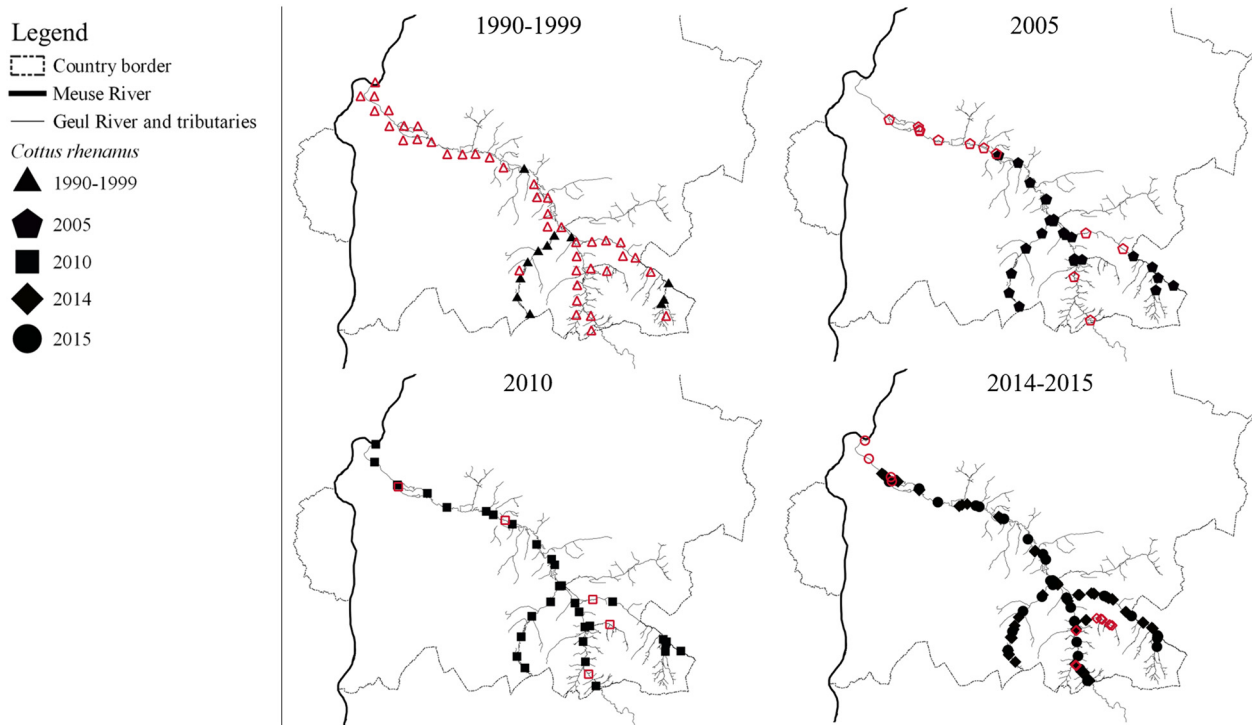 Legend
Country border
Meuse River
Geul River and tributaries
Cottus rhenanus
1990-1999
2005
2010
2014
2015
1990-1999
2005
2010
2014-2015